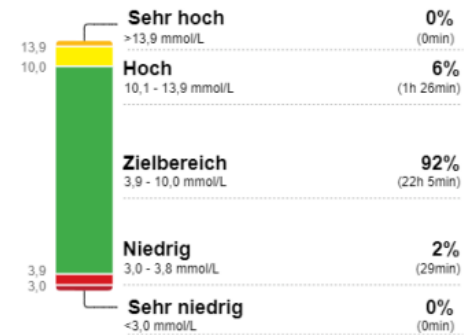 Sehr hoch 0%
>13,9 mmol/L (0min)
13,9
10,0
Hoch 6%
10,1 - 13,9 mmol/L (1h 26min)
Zielbereich 92%
3,9 - 10,0 mmol/L (22h 5min)
Niedrig 2%
3,0 - 3,8 mmol/L (29min)
3,9
3,0
Sehr niedrig 0%
<3,0 mmol/L (0min)